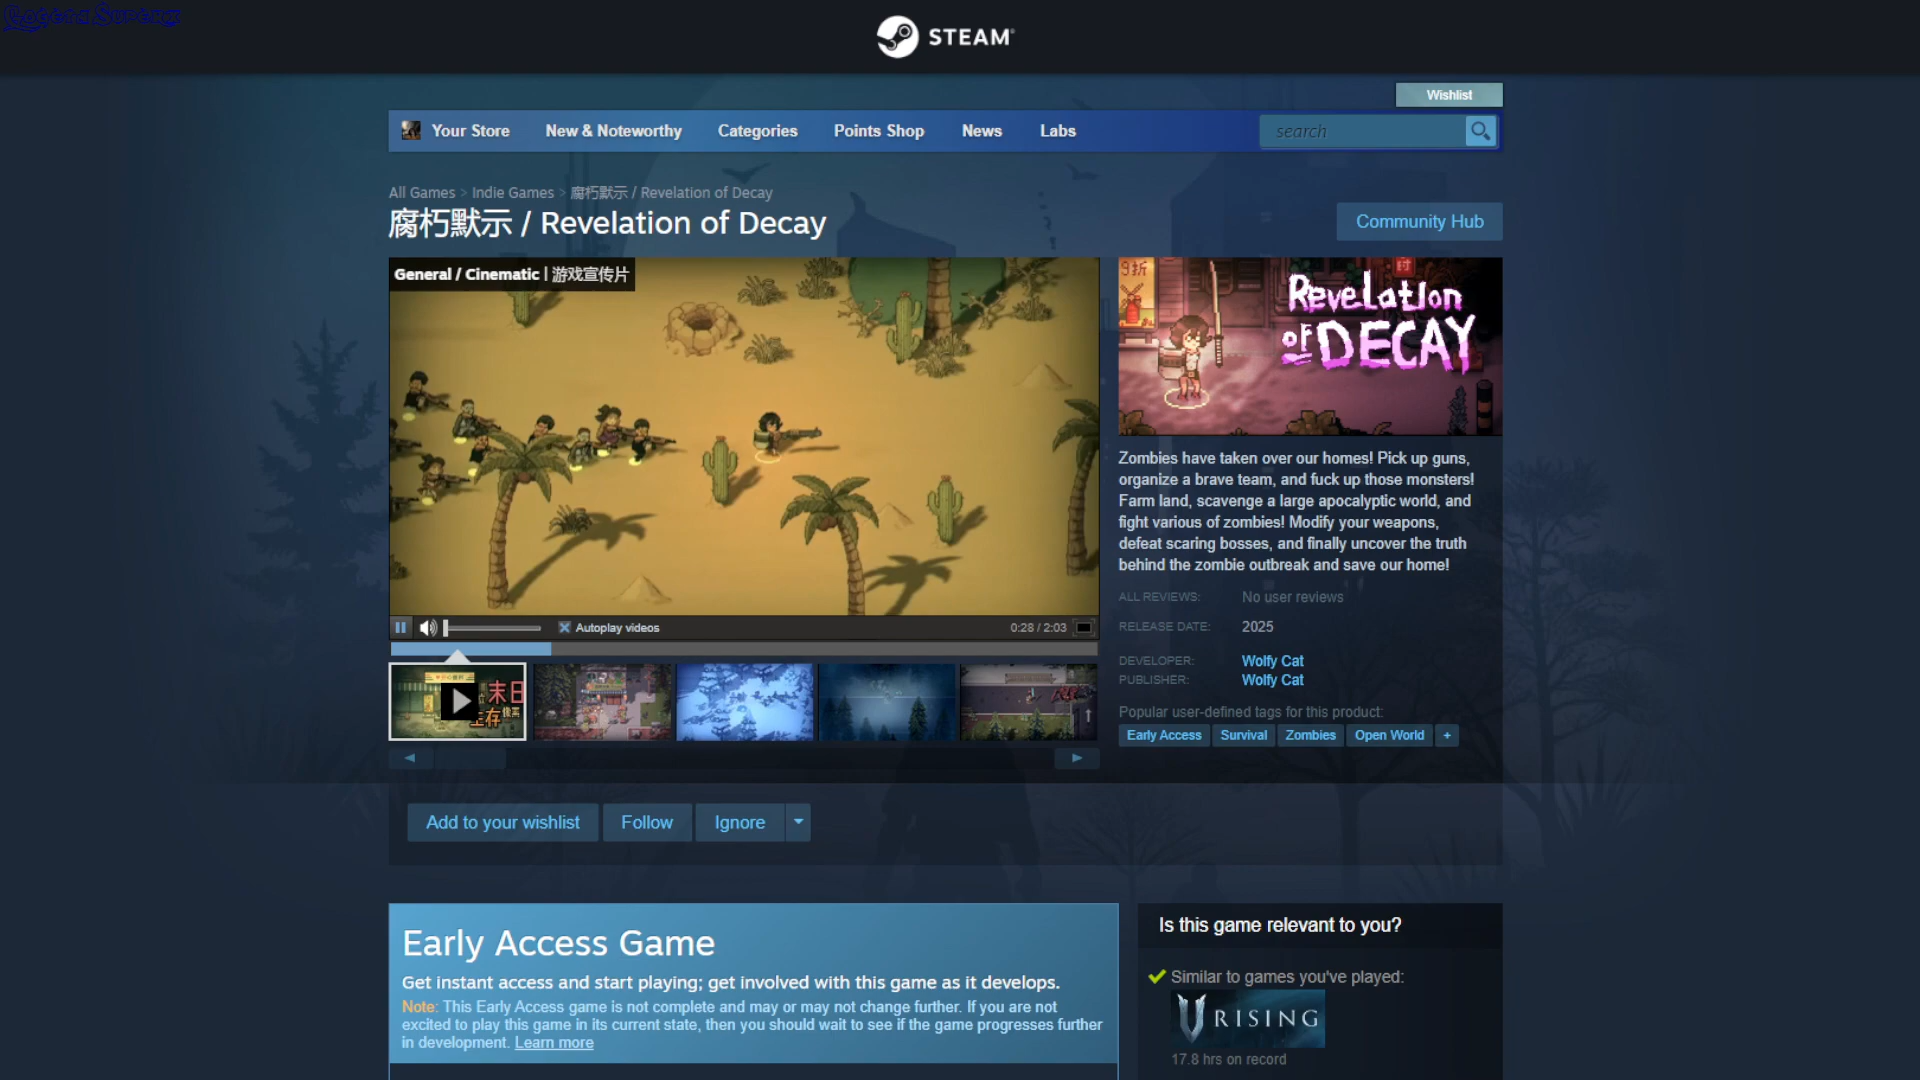 STEAM
Wishlist
Your Store
New & Noteworthy
Categories
Points Shop
News
Labs
search
All Games > Indie Games > 腐朽默示 / Revelation of Decay
腐朽默示 / Revelation of Decay
Community Hub
General / Cinematic | 游戏宣传片
9折
Revelation
of DECAY
Zombies have taken over our homes! Pick up guns,
organize a brave team, and fuck up those monsters!
Farm land, scavenge a large apocalyptic world, and
fight various of zombies! Modify your weapons,
defeat scaring bosses, and finally uncover the truth
behind the zombie outbreak and save our home!
ALL REVIEWS: No user reviews
RELEASE DATE: 2025
DEVELOPER: Wolfy Cat
PUBLISHER: Wolfy Cat
Popular user-defined tags for this product:
Early Access Survival Zombies Open World +
Autoplay videos
0:28 / 2:03
末日
生存
Add to your wishlist
Follow
Ignore
Early Access Game
Get instant access and start playing; get involved with this game as it develops.
Note: This Early Access game is not complete and may or may not change further. If you are not
excited to play this game in its current state, then you should wait to see if the game progresses further
in development. Learn more
Is this game relevant to you?
Similar to games you've played:
V RISING
17.8 hrs on record